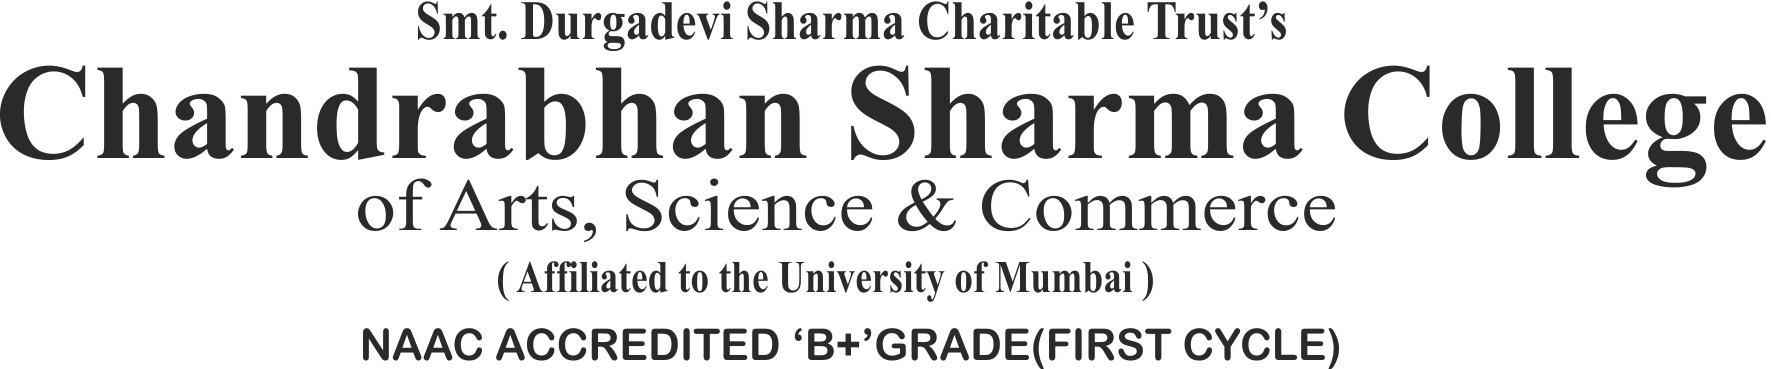 Smt. Durgadevi Sharma Charitable Trust’s
Chandrabhan Sharma College
of Arts, Science & Commerce
( Affiliated to the University of Mumbai )
NAAC ACCREDITED ‘B+’GRADE(FIRST CYCLE)